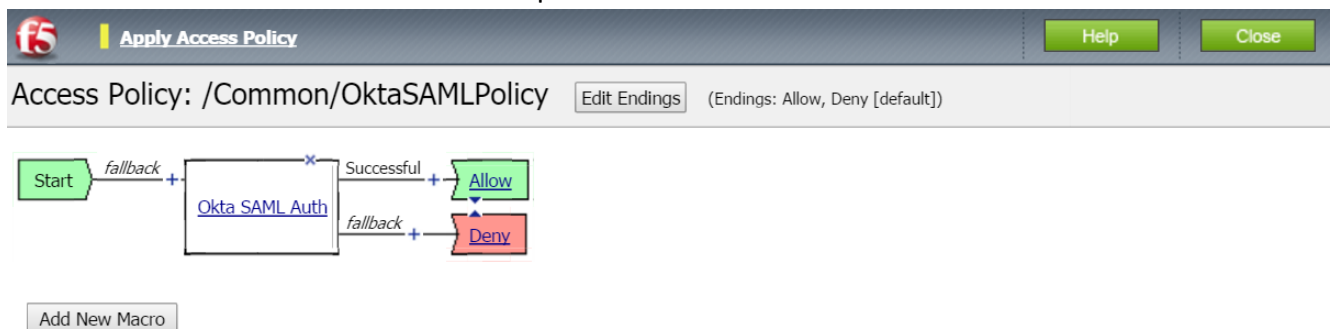 f5 Apply Access Policy Help Close
Access Policy: /Common/OktaSAMLPolicy Edit Endings (Endings: Allow, Deny [default])
Start fallback + Okta SAML Auth × Successful + Allow
fallback + Deny
Add New Macro